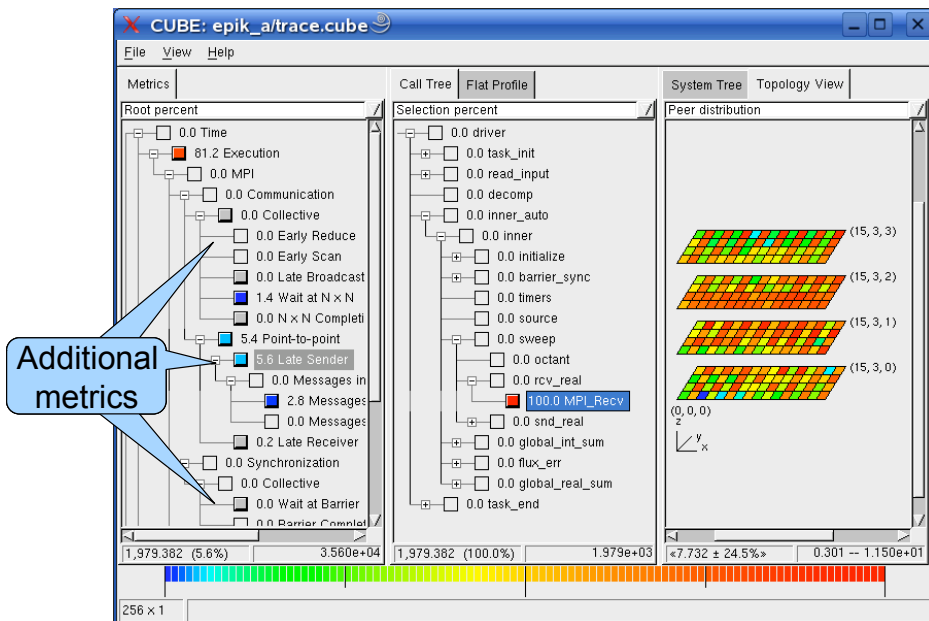 CUBE: epik_a/trace.cube
File View Help
Metrics
Root percent
0.0 Time
81.2 Execution
0.0 MPI
0.0 Communication
0.0 Collective
0.0 Early Reduce
0.0 Early Scan
0.0 Late Broadcast
1.4 Wait at N x N
0.0 N x N Completi
5.4 Point-to-point
5.6 Late Sender
0.0 Messages in
2.8 Messages
0.0 Messages
0.2 Late Receiver
0.0 Synchronization
0.0 Collective
0.0 Wait at Barrier
0.0 Barrier Complet
1,979.382 (5.6%) 3.560e+04
Additional
metrics
Call Tree Flat Profile
Selection percent
0.0 driver
0.0 task_init
0.0 read_input
0.0 decomp
0.0 inner_auto
0.0 inner
0.0 initialize
0.0 barrier_sync
0.0 timers
0.0 source
0.0 sweep
0.0 octant
0.0 rcv_real
100.0 MPI_Recv
0.0 snd_real
0.0 global_int_sum
0.0 flux_err
0.0 global_real_sum
0.0 task_end
1,979.382 (100.0%) 1.979e+03
System Tree Topology View
Peer distribution
(15, 3, 3)
(15, 3, 2)
(15, 3, 1)
(15, 3, 0)
(0, 0, 0)
z
y
x
«7.732 ± 24.5%» 0.301 -- 1.150e+01
256 x 1